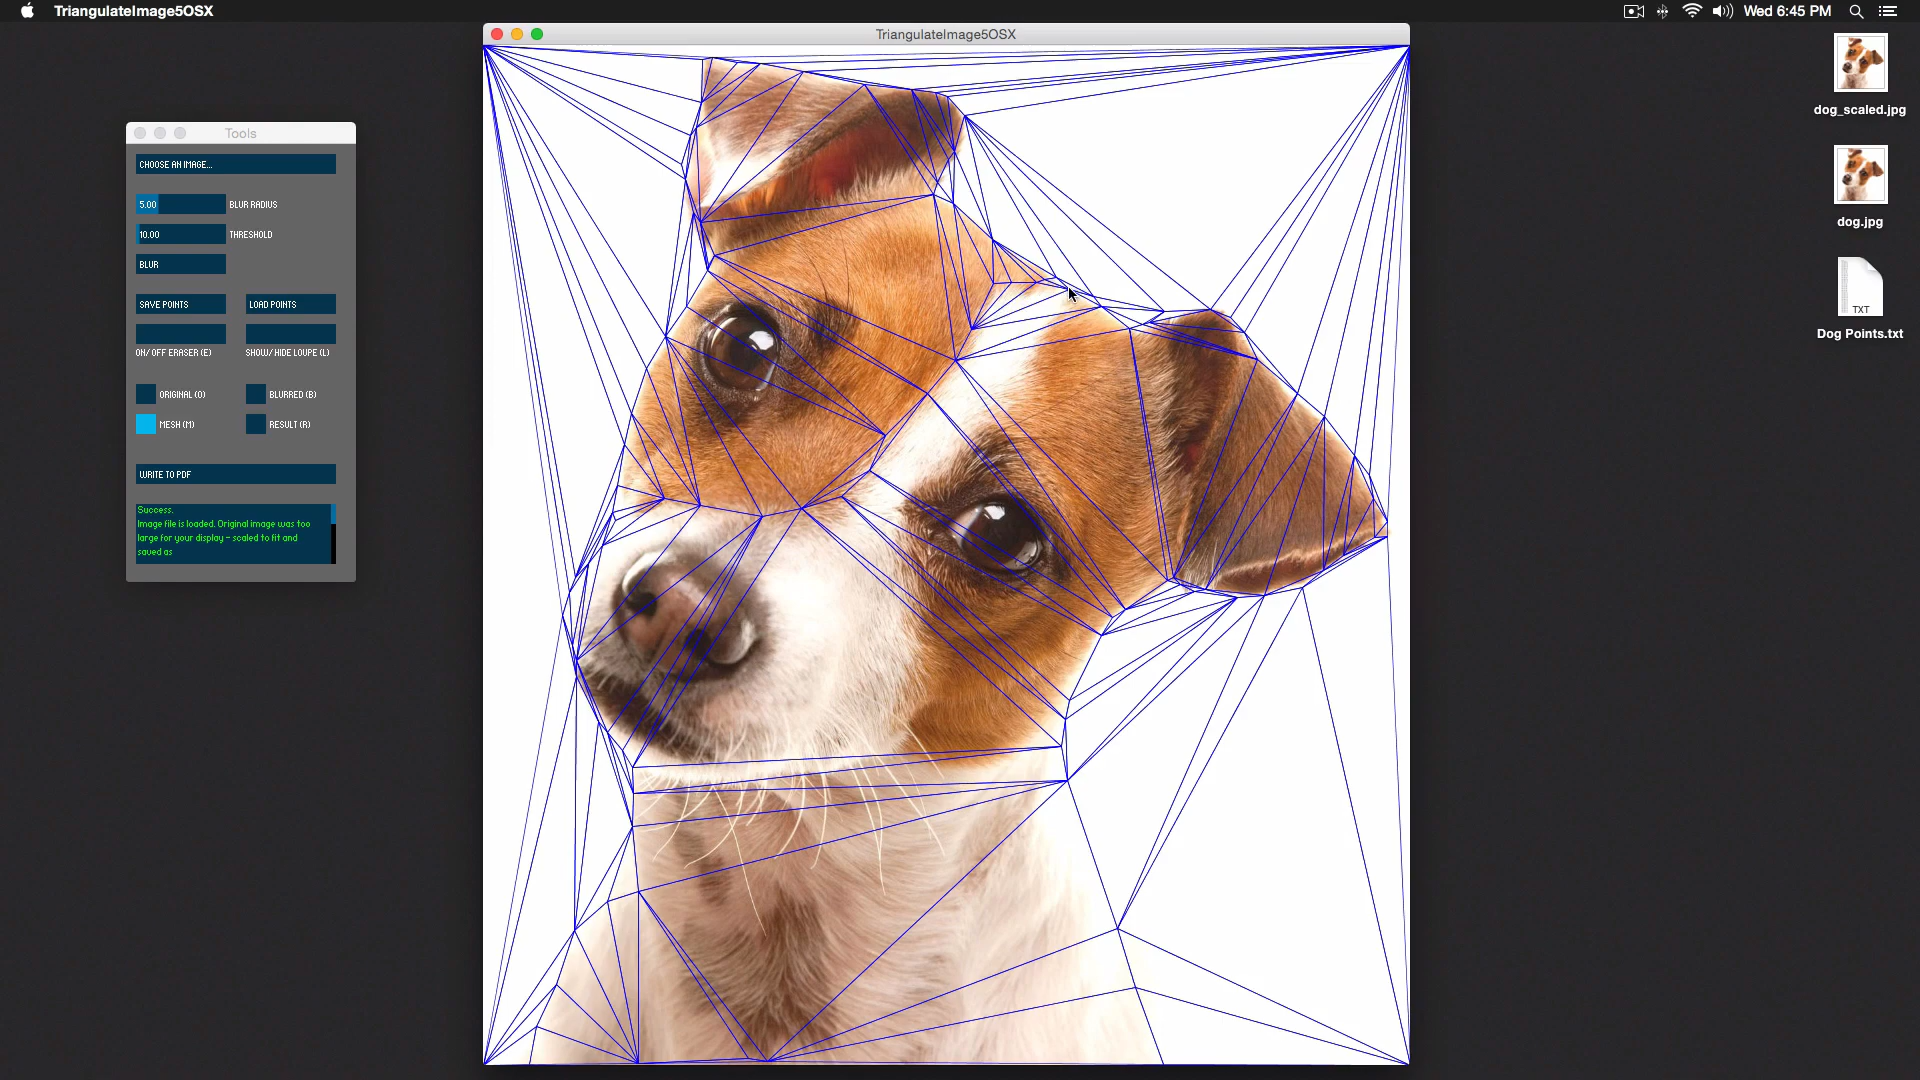 TriangulateImage5OSX
Wed 6:45 PM
TriangulateImage5OSX
Tools
CHOOSE AN IMAGE...
5.00 BLUR RADIUS
10.00 THRESHOLD
BLUR
SAVE POINTS LOAD POINTS
ON/OFF ERASER (E) SHOW/HIDE LOUPE (L)
ORIGINAL (O) BLURRED (B)
MESH (M) RESULT (R)
WRITE TO PDF
Success.
Image file is loaded. Original image was too
large for your display - scaled to fit and
saved as
dog_scaled.jpg
dog.jpg
TXT
Dog Points.txt